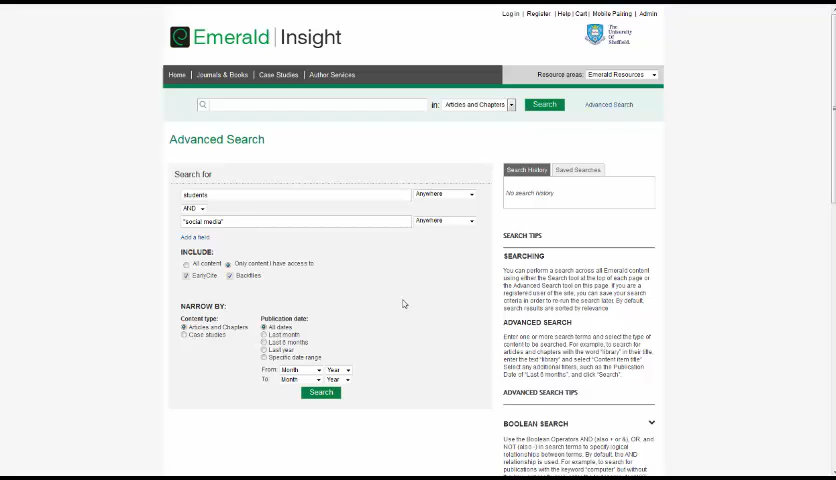 Log in | Register | Help | Cart | Mobile Pairing | Admin
Emerald | Insight
The University Of Sheffield.
Home | Journals & Books | Case Studies | Author Services
Resource areas: Emerald Resources
in: Articles and Chapters Search Advanced Search
Advanced Search
Search for
students Anywhere
AND
"social media" Anywhere
Add a field
INCLUDE:
All content Only content I have access to
EarlyCite Backfiles
NARROW BY:
Content type: Publication date:
Articles and Chapters All dates
Case studies Last month
Last 6 months
Last year
Specific date range
From: Month Year
To: Month Year
Search
Search History Saved Searches
No search history
SEARCH TIPS
SEARCHING
You can perform a search across all Emerald content
using either the Search tool at the top of each page or
the Advanced Search tool on this page. If you are a
registered user of the site, you can save your search
criteria in order to re-run the search later. By default,
search results are sorted by relevance.
ADVANCED SEARCH
Enter one or more search terms and select the type of
content to be searched. For example, to search for
articles and chapters with the word "library" in their title,
enter the text "library" and select "Content item title"
Select any additional filters, such as the Publication
Date of "Last 6 months", and click "Search".
ADVANCED SEARCH TIPS
BOOLEAN SEARCH
Use the Boolean Operators AND (also + or &), OR, and
NOT (also -) in search terms to specify logical
relationships between terms. By default, the AND
relationship is used. For example, to search for
publications with the keyword "computer" but without